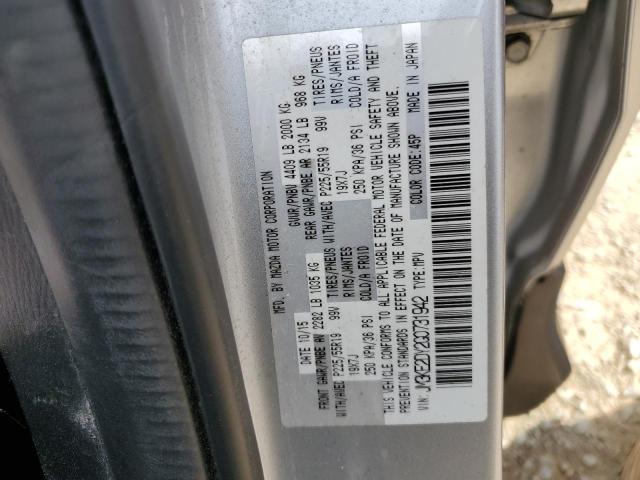 MFD. BY MAZDA MOTOR CORPORATION
DATE 10/15 GWR/PNBV 4409 LB 2000 KG
FRONT GAWR/PNBE AV 2282 LB 1035 KG REAR GAWR/PNBE AR 2134 LB 968 KG
WITH/AVEC P225/55R19 99V TIRES/PNEUS WITH/AVEC P225/55R19 99V TIRES/PNEUS
19X7J RIMS/JANTES 19X7J RIMS/JANTES
250 KPA/36 PSI COLD/A FROID 250 KPA/36 PSI COLD/A FROID
THIS VEHICLE CONFORMS TO ALL APPLICABLE FEDERAL MOTOR VEHICLE SAFETY AND THEFT
PREVENTION STANDARDS IN EFFECT ON THE DATE OF MANUFACTURE SHOWN ABOVE.
TYPE:MPV COLOR CODE:45P MADE IN JAPAN